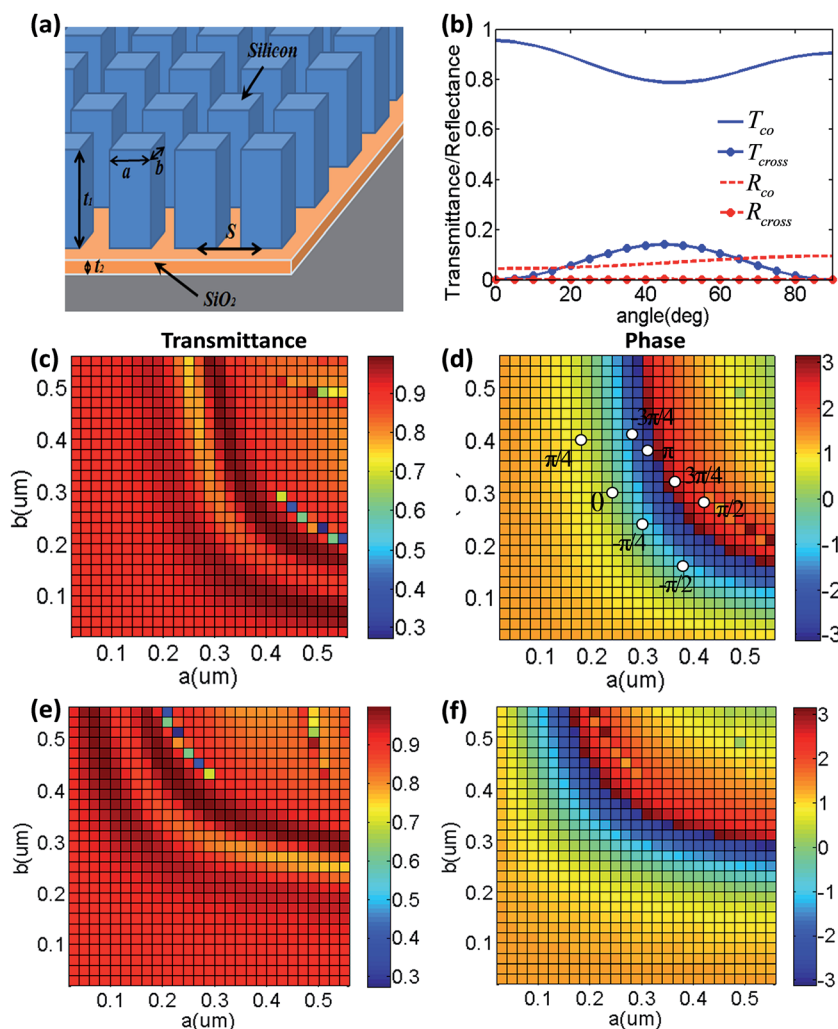 (a)
Silicon
a
b
t1
S
t2
SiO2
(b)
Transmittance/Reflectance
1
0.8
0.6
0.4
0.2
0
Tco
Tcross
Rco
Rcross
0 20 40 60 80
angle(deg)
Transmittance
(c)
b(um)
0.5
0.4
0.3
0.2
0.1
0.1 0.2 0.3 0.4 0.5
a(um)
0.9
0.8
0.7
0.6
0.5
0.4
0.3
Phase
(d)
b(um)
0.5
0.4
0.3
0.2
0.1
π/4
-3π/4
π
3π/4
0
π/2
-π/4
-π/2
0.1 0.2 0.3 0.4 0.5
a(um)
3
2
1
0
-1
-2
-3
(e)
b(um)
0.5
0.4
0.3
0.2
0.1
0.1 0.2 0.3 0.4 0.5
a(um)
0.9
0.8
0.7
0.6
0.5
0.4
0.3
(f)
b(um)
0.5
0.4
0.3
0.2
0.1
0.1 0.2 0.3 0.4 0.5
a(um)
3
2
1
0
-1
-2
-3